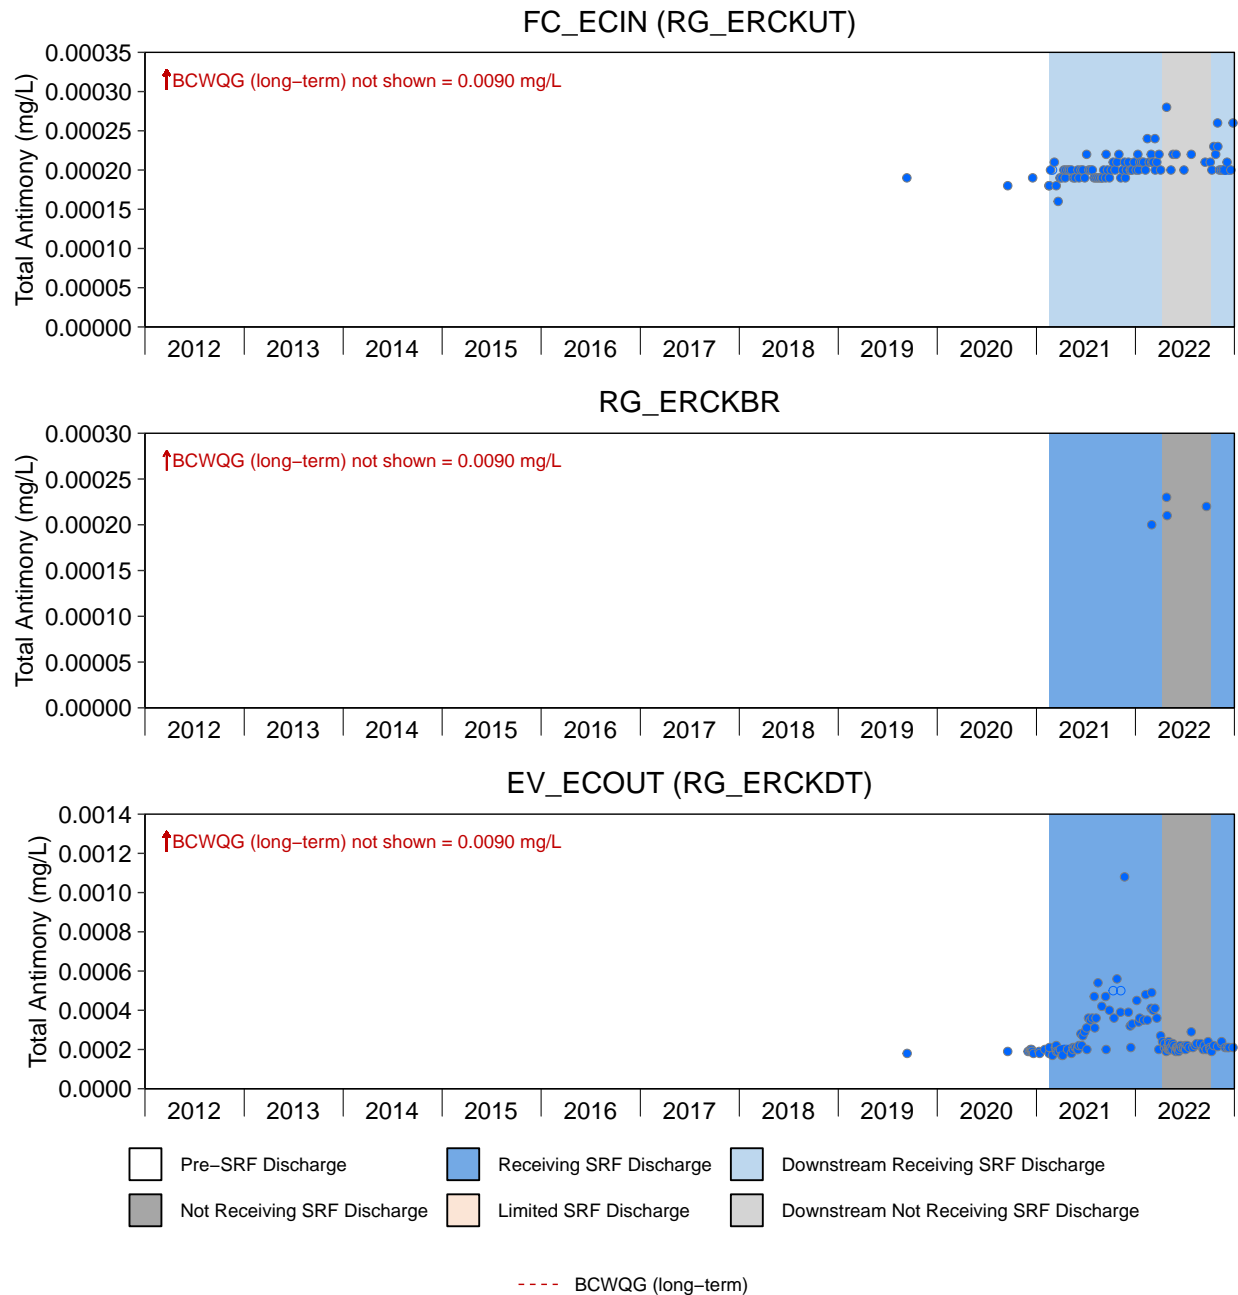 FC_ECIN (RG_ERCKUT)
Total Antimony (mg/L)
0.00035
0.00030
0.00025
0.00020
0.00015
0.00010
0.00005
0.00000
↑BCWQG (long−term) not shown = 0.0090 mg/L
2012 2013 2014 2015 2016 2017 2018 2019 2020 2021 2022
RG_ERCKBR
Total Antimony (mg/L)
0.00030
0.00025
0.00020
0.00015
0.00010
0.00005
0.00000
↑BCWQG (long−term) not shown = 0.0090 mg/L
2012 2013 2014 2015 2016 2017 2018 2019 2020 2021 2022
EV_ECOUT (RG_ERCKDT)
Total Antimony (mg/L)
0.0014
0.0012
0.0010
0.0008
0.0006
0.0004
0.0002
0.0000
↑BCWQG (long−term) not shown = 0.0090 mg/L
2012 2013 2014 2015 2016 2017 2018 2019 2020 2021 2022
Pre−SRF Discharge Receiving SRF Discharge Downstream Receiving SRF Discharge
Not Receiving SRF Discharge Limited SRF Discharge Downstream Not Receiving SRF Discharge
BCWQG (long−term)